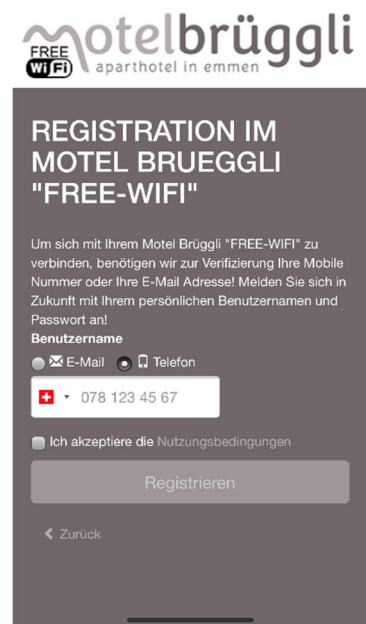 FREE
WiFi
motelbrüggli
aparthotel in emmen
REGISTRATION IM
MOTEL BRUEGGLI
"FREE-WIFI"
Um sich mit Ihrem Motel Brüggli "FREE-WIFI" zu
verbinden, benötigen wir zur Verifizierung Ihre Mobile
Nummer oder Ihre E-Mail Adresse! Melden Sie sich in
Zukunft mit Ihrem persönlichen Benutzernamen und
Passwort an!
Benutzername
E-Mail Telefon
078 123 45 67
Ich akzeptiere die Nutzungsbedingungen
Registrieren
Zurück